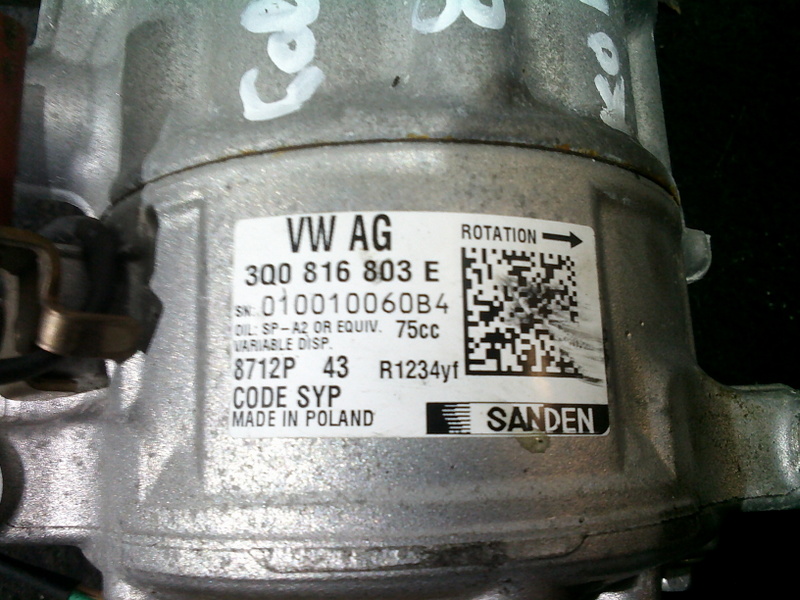 VW AG
ROTATION
3Q0 816 803 E
SN: 010010060B4
OIL: SP-A2 OR EQUIV. 75cc
VARIABLE DISP.
8712P 43 R1234yf
CODE SYP
MADE IN POLAND
SANDEN